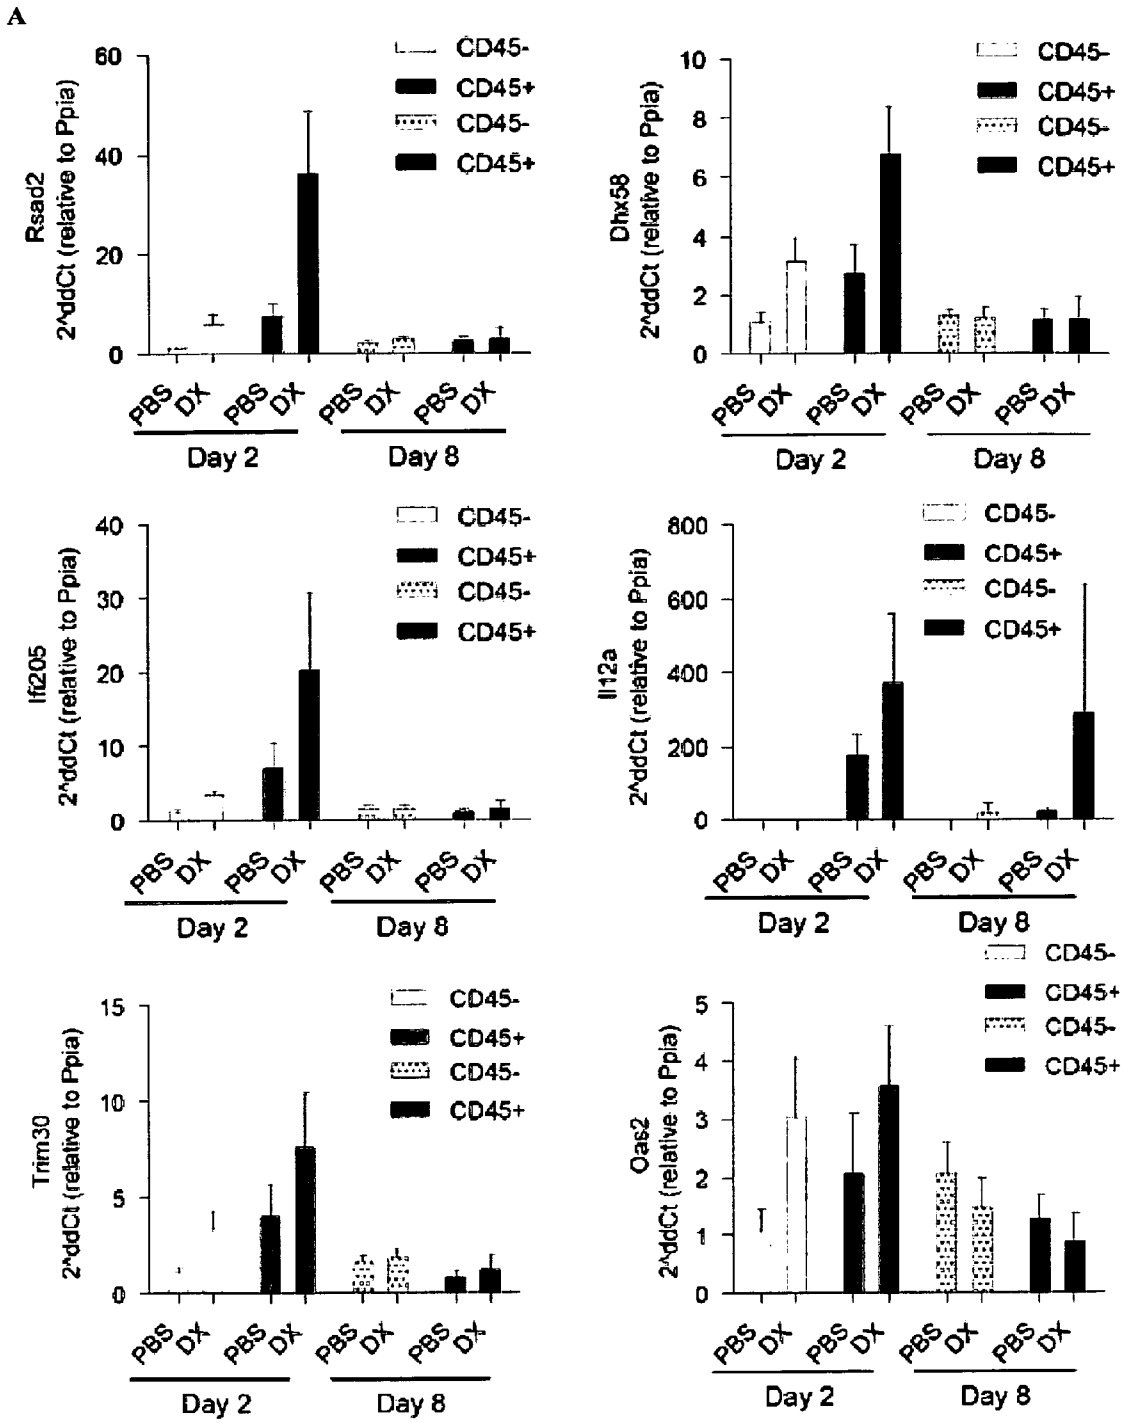 A
Rsad2
2^ddCt (relative to Ppia)
60
40
20
0
CD45-
CD45+
CD45-
CD45+
PBS DX PBS DX PBS DX PBS DX
Day 2 Day 8
Dhx58
2^ddCt (relative to Ppia)
10
8
6
4
2
0
CD45-
CD45+
CD45-
CD45+
PBS DX PBS DX PBS DX PBS DX
Day 2 Day 8
Ifi205
2^ddCt (relative to Ppia)
40
30
20
10
0
CD45-
CD45+
CD45-
CD45+
PBS DX PBS DX PBS DX PBS DX
Day 2 Day 8
Il12a
2^ddCt (relative to Ppia)
800
600
400
200
0
CD45-
CD45+
CD45-
CD45+
PBS DX PBS DX PBS DX PBS DX
Day 2 Day 8
Trim30
2^ddCt (relative to Ppia)
15
10
5
0
CD45-
CD45+
CD45-
CD45+
PBS DX PBS DX PBS DX PBS DX
Day 2 Day 8
Oas2
2^ddCt (relative to Ppia)
5
4
3
2
1
0
CD45-
CD45+
CD45-
CD45+
PBS DX PBS DX PBS DX PBS DX
Day 2 Day 8